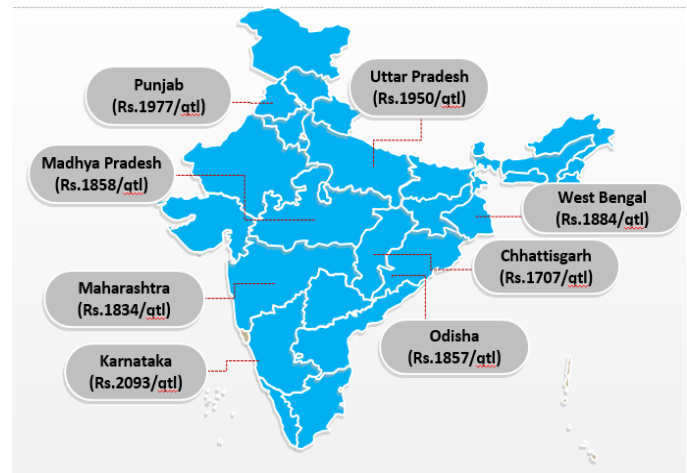 Punjab
(Rs.1977/qtl)
Uttar Pradesh
(Rs.1950/qtl)
Madhya Pradesh
(Rs.1858/qtl)
West Bengal
(Rs.1884/qtl)
Chhattisgarh
(Rs.1707/qtl)
Maharashtra
(Rs.1834/qtl)
Odisha
(Rs.1857/qtl)
Karnataka
(Rs.2093/qtl)